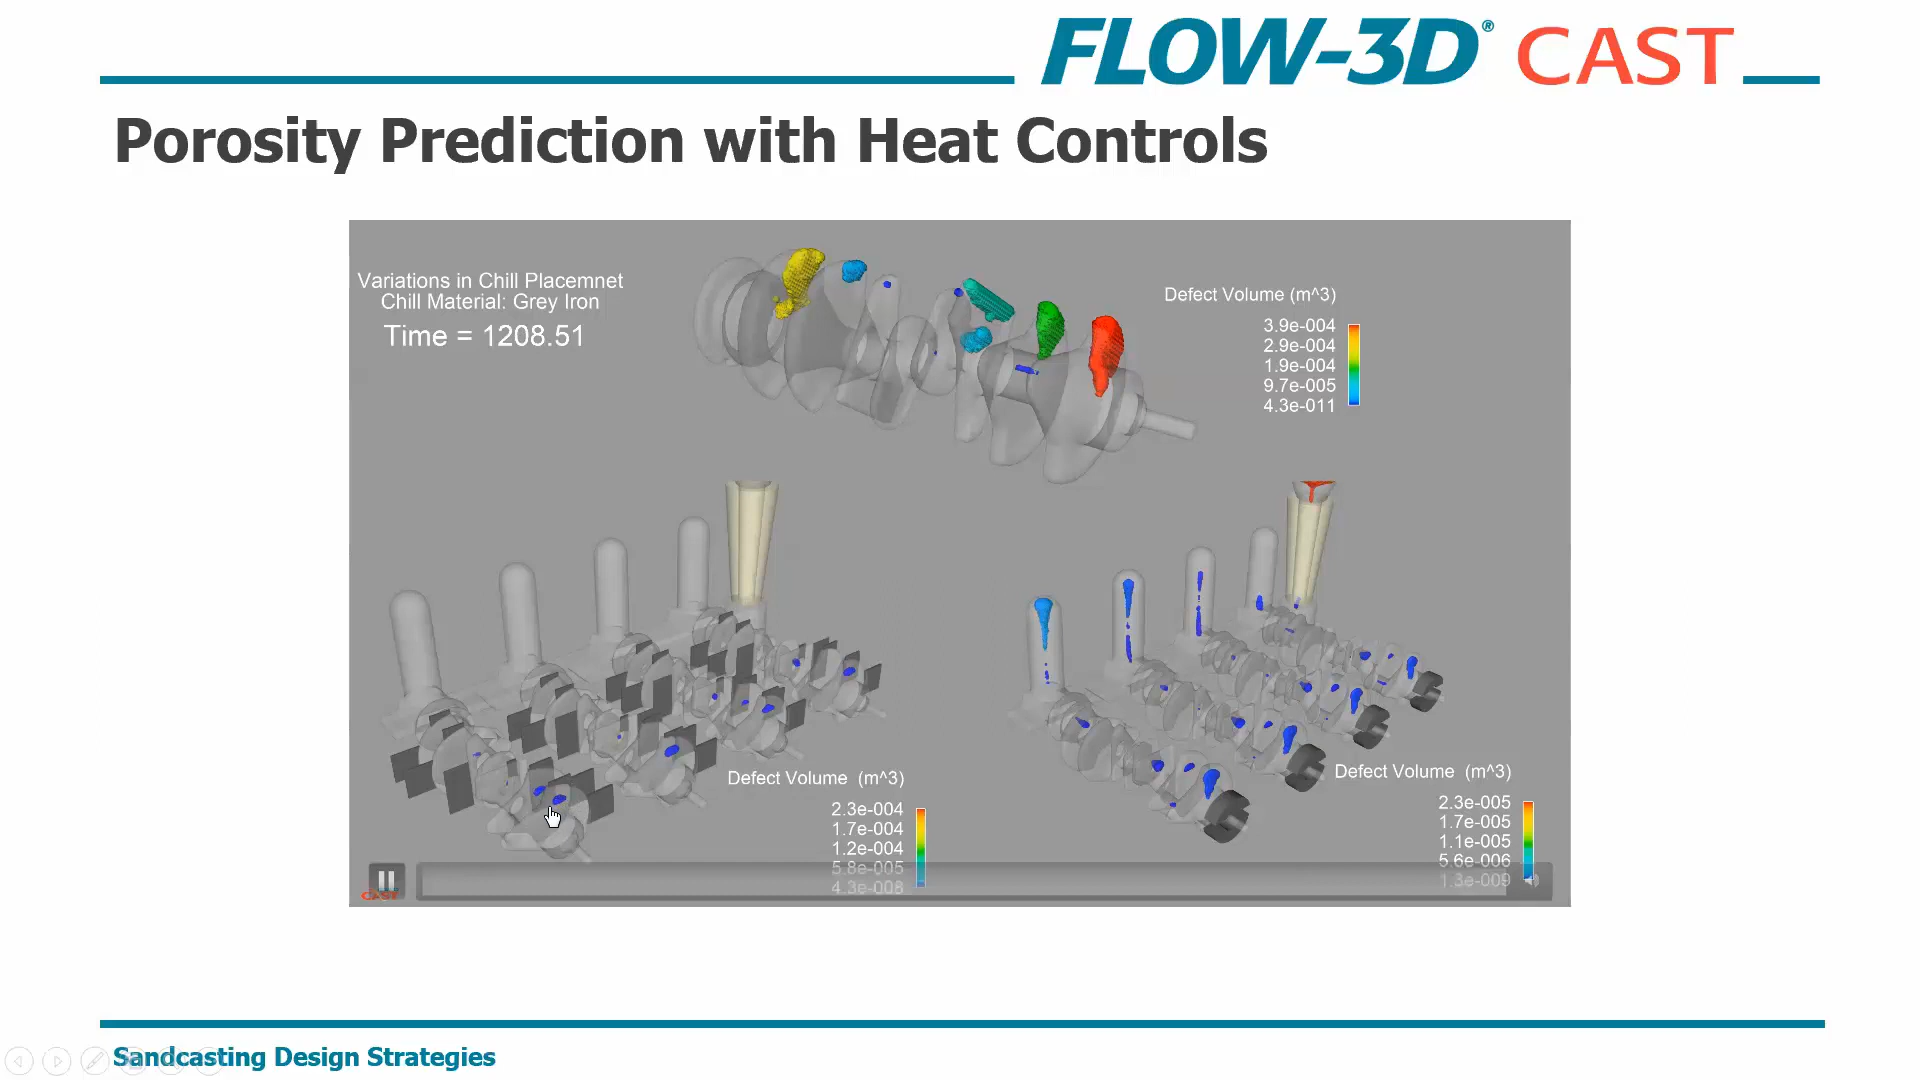 FLOW-3D® CAST
Porosity Prediction with Heat Controls
Variations in Chill Placemnet
Chill Material: Grey Iron
Time = 1208.51
Defect Volume (m^3)
3.9e-004
2.9e-004
1.9e-004
9.7e-005
4.3e-011
Defect Volume (m^3)
2.3e-004
1.7e-004
1.2e-004
5.8e-005
4.3e-008
Defect Volume (m^3)
2.3e-005
1.7e-005
1.1e-005
5.6e-006
1.3e-009
CAST
Sandcasting Design Strategies